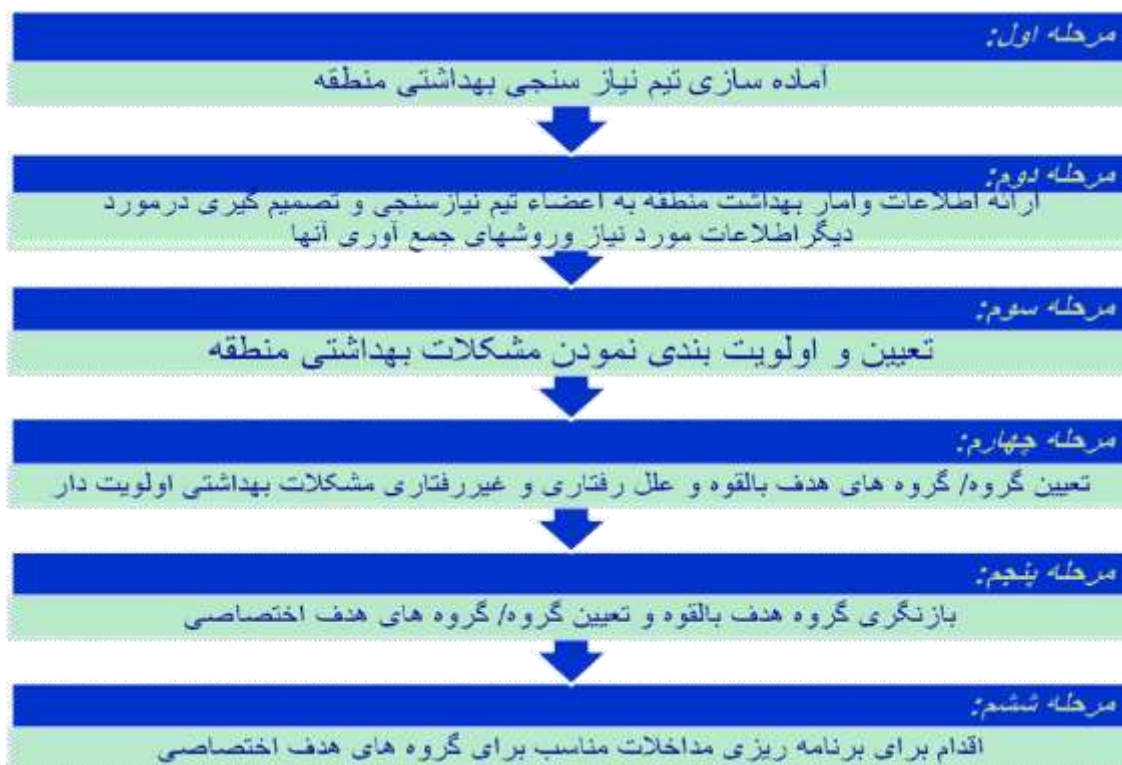 مرحله اول:
آماده سازی تیم نیاز سنجی بهداشتی منطقه
مرحله دوم:
ارائه اطلاعات وامار بهداشت منطقه به اعضاء تیم نیازسنجی و تصمیم گیری درمورد
دیگر اطلاعات مورد نیاز وروشهای جمع آوری آنها
مرحله سوم:
تعیین و اولویت بندی نمودن مشکلات بهداشتی منطقه
مرحله چهارم:
تعیین گروه/ گروه های هدف بالقوه و علل رفتاری و غیررفتاری مشکلات بهداشتی اولویت دار
مرحله پنجم:
بازنگری گروه هدف بالقوه و تعیین گروه/ گروه های هدف اختصاصی
مرحله ششم:
اقدام برای برنامه ریزی مداخلات مناسب برای گروه های هدف اختصاصی